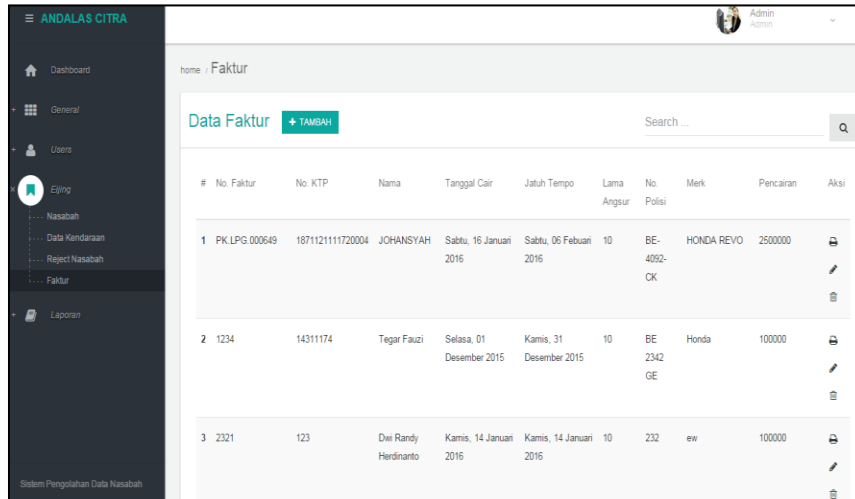 ANDALAS CITRA
Admin
Admin
Dashboard
General
Users
Eijing
Nasabah
Data Kendaraan
Reject Nasabah
Faktur
Laporan
Sistem Pengolahan Data Nasabah
home / Faktur
Data Faktur
+ TAMBAH
Search ...
# No. Faktur No. KTP Nama Tanggal Cair Jatuh Tempo Lama No. Merk Pencairan Aksi
Angsur Polisi
1 PK.LPG.000649 1871121111720004 JOHANSYAH Sabtu, 16 Januari Sabtu, 06 Febuari 10 BE- HONDA REVO 2500000
2016 2016 4092-
CK
2 1234 14311174 Tegar Fauzi Selasa, 01 Kamis, 31 10 BE Honda 100000
Desember 2015 Desember 2015 2342
GE
3 2321 123 Dwi Randy Kamis, 14 Januari Kamis, 14 Januari 10 232 ew 100000
Herdinanto 2016 2016